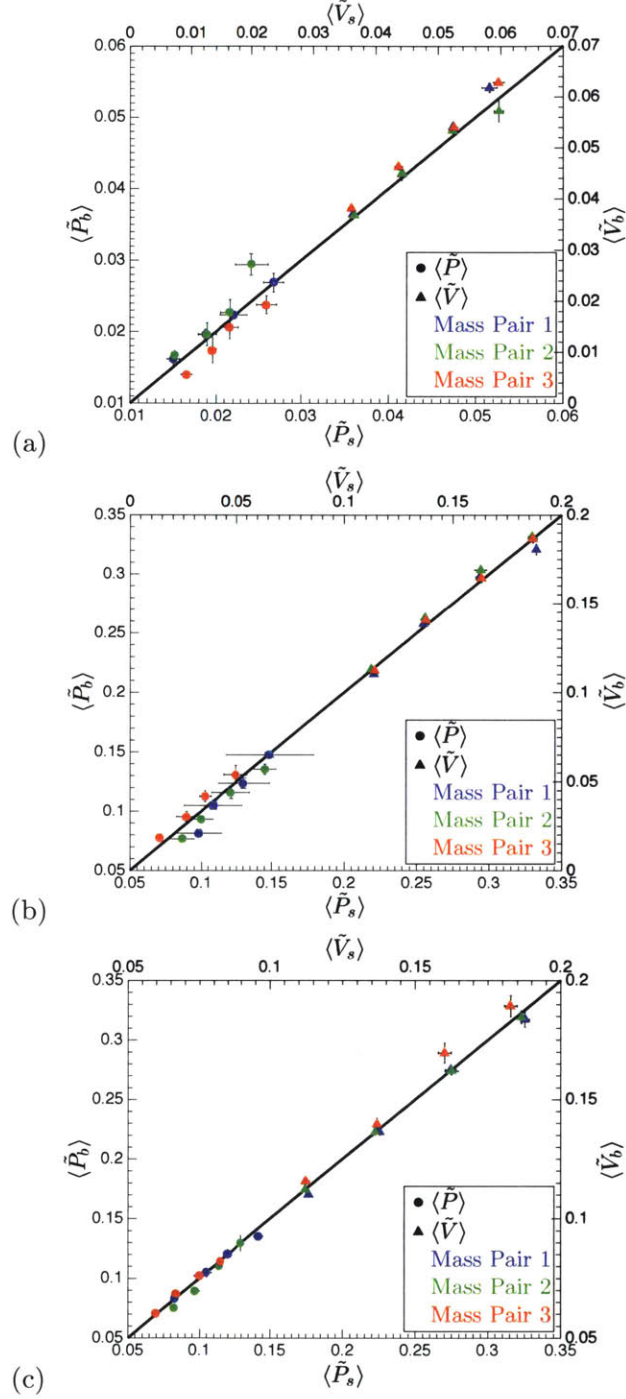 ⟨Ṽₛ⟩
0 0.01 0.02 0.03 0.04 0.05 0.06 0.07
0.06 0.07
0.05 0.06
0.05
0.04 0.04
⟨P̃_b⟩ ⟨Ṽ_b⟩
0.03 0.03
0.02 0.02
0.01
0.01 0
⟨P̃⟩
⟨Ṽ⟩
Mass Pair 1
Mass Pair 2
Mass Pair 3
0.01 0.02 0.03 0.04 0.05 0.06
(a) ⟨P̃ₛ⟩
⟨Ṽₛ⟩
0 0.05 0.1 0.15 0.2
0.35 0.2
0.3
0.15
0.25
⟨P̃_b⟩ ⟨Ṽ_b⟩
0.2 0.1
0.15
0.05
0.1
0.05 0
⟨P̃⟩
⟨Ṽ⟩
Mass Pair 1
Mass Pair 2
Mass Pair 3
0.05 0.1 0.15 0.2 0.25 0.3 0.35
(b) ⟨P̃ₛ⟩
⟨Ṽₛ⟩
0.05 0.1 0.15 0.2
0.35 0.2
0.3
0.15
0.25
⟨P̃_b⟩ ⟨Ṽ_b⟩
0.2
0.15 0.1
0.1
0.05 0.05
⟨P̃⟩
⟨Ṽ⟩
Mass Pair 1
Mass Pair 2
Mass Pair 3
0.05 0.1 0.15 0.2 0.25 0.3 0.35
(c) ⟨P̃ₛ⟩